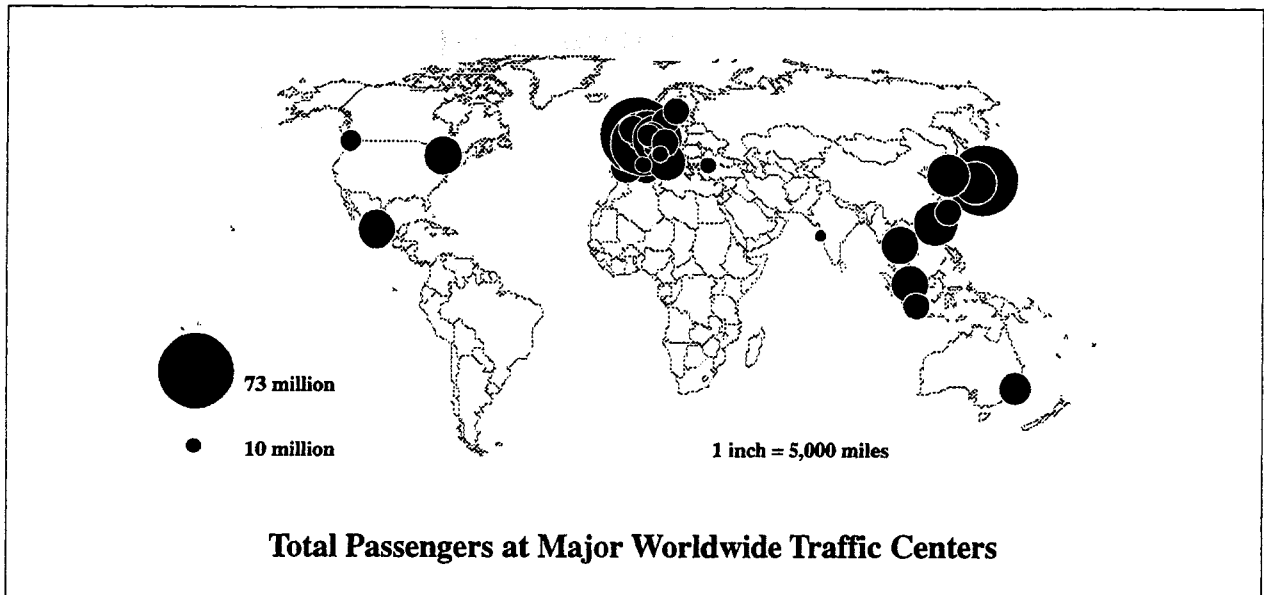 73 million
10 million
1 inch = 5,000 miles
Total Passengers at Major Worldwide Traffic Centers